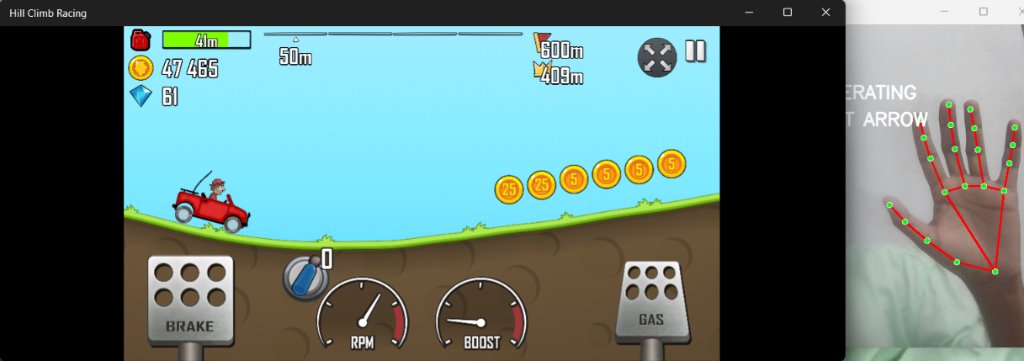 Hill Climb Racing
41m
50m
600m
409m
47 465
61
ERATING
T ARROW
25
25
5
5
5
5
0
BRAKE
RPM
BOOST
GAS